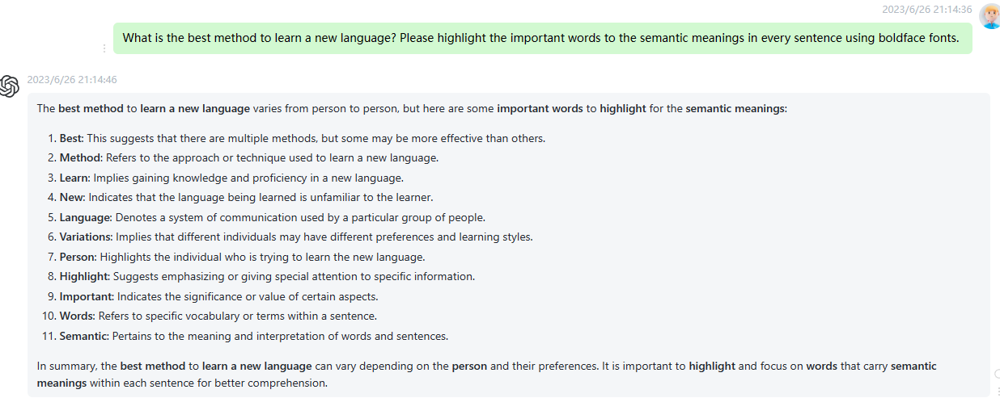 2023/6/26 21:14:36
What is the best method to learn a new language? Please highlight the important words to the semantic meanings in every sentence using boldface fonts.
2023/6/26 21:14:46
The best method to learn a new language varies from person to person, but here are some important words to highlight for the semantic meanings:
1. Best: This suggests that there are multiple methods, but some may be more effective than others.
2. Method: Refers to the approach or technique used to learn a new language.
3. Learn: Implies gaining knowledge and proficiency in a new language.
4. New: Indicates that the language being learned is unfamiliar to the learner.
5. Language: Denotes a system of communication used by a particular group of people.
6. Variations: Implies that different individuals may have different preferences and learning styles.
7. Person: Highlights the individual who is trying to learn the new language.
8. Highlight: Suggests emphasizing or giving special attention to specific information.
9. Important: Indicates the significance or value of certain aspects.
10. Words: Refers to specific vocabulary or terms within a sentence.
11. Semantic: Pertains to the meaning and interpretation of words and sentences.
In summary, the best method to learn a new language can vary depending on the person and their preferences. It is important to highlight and focus on words that carry semantic
meanings within each sentence for better comprehension.